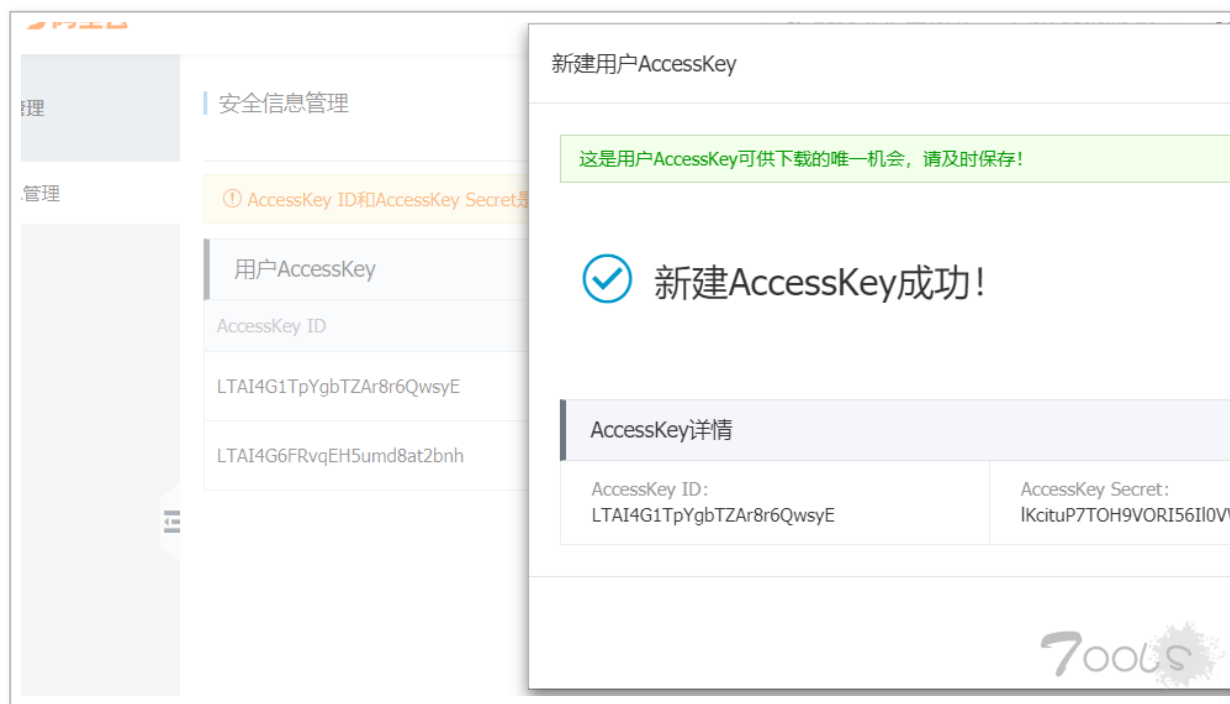 管理
管理
安全信息管理
AccessKey ID和AccessKey Secret是
用户AccessKey
AccessKey ID
LTAI4G1TpYgbTZAr8r6QwsyE
LTAI4G6FRvqEH5umd8at2bnh
新建用户AccessKey
这是用户AccessKey可供下载的唯一机会，请及时保存！
新建AccessKey成功！
AccessKey详情
AccessKey ID:
LTAI4G1TpYgbTZAr8r6QwsyE
AccessKey Secret:
7ools